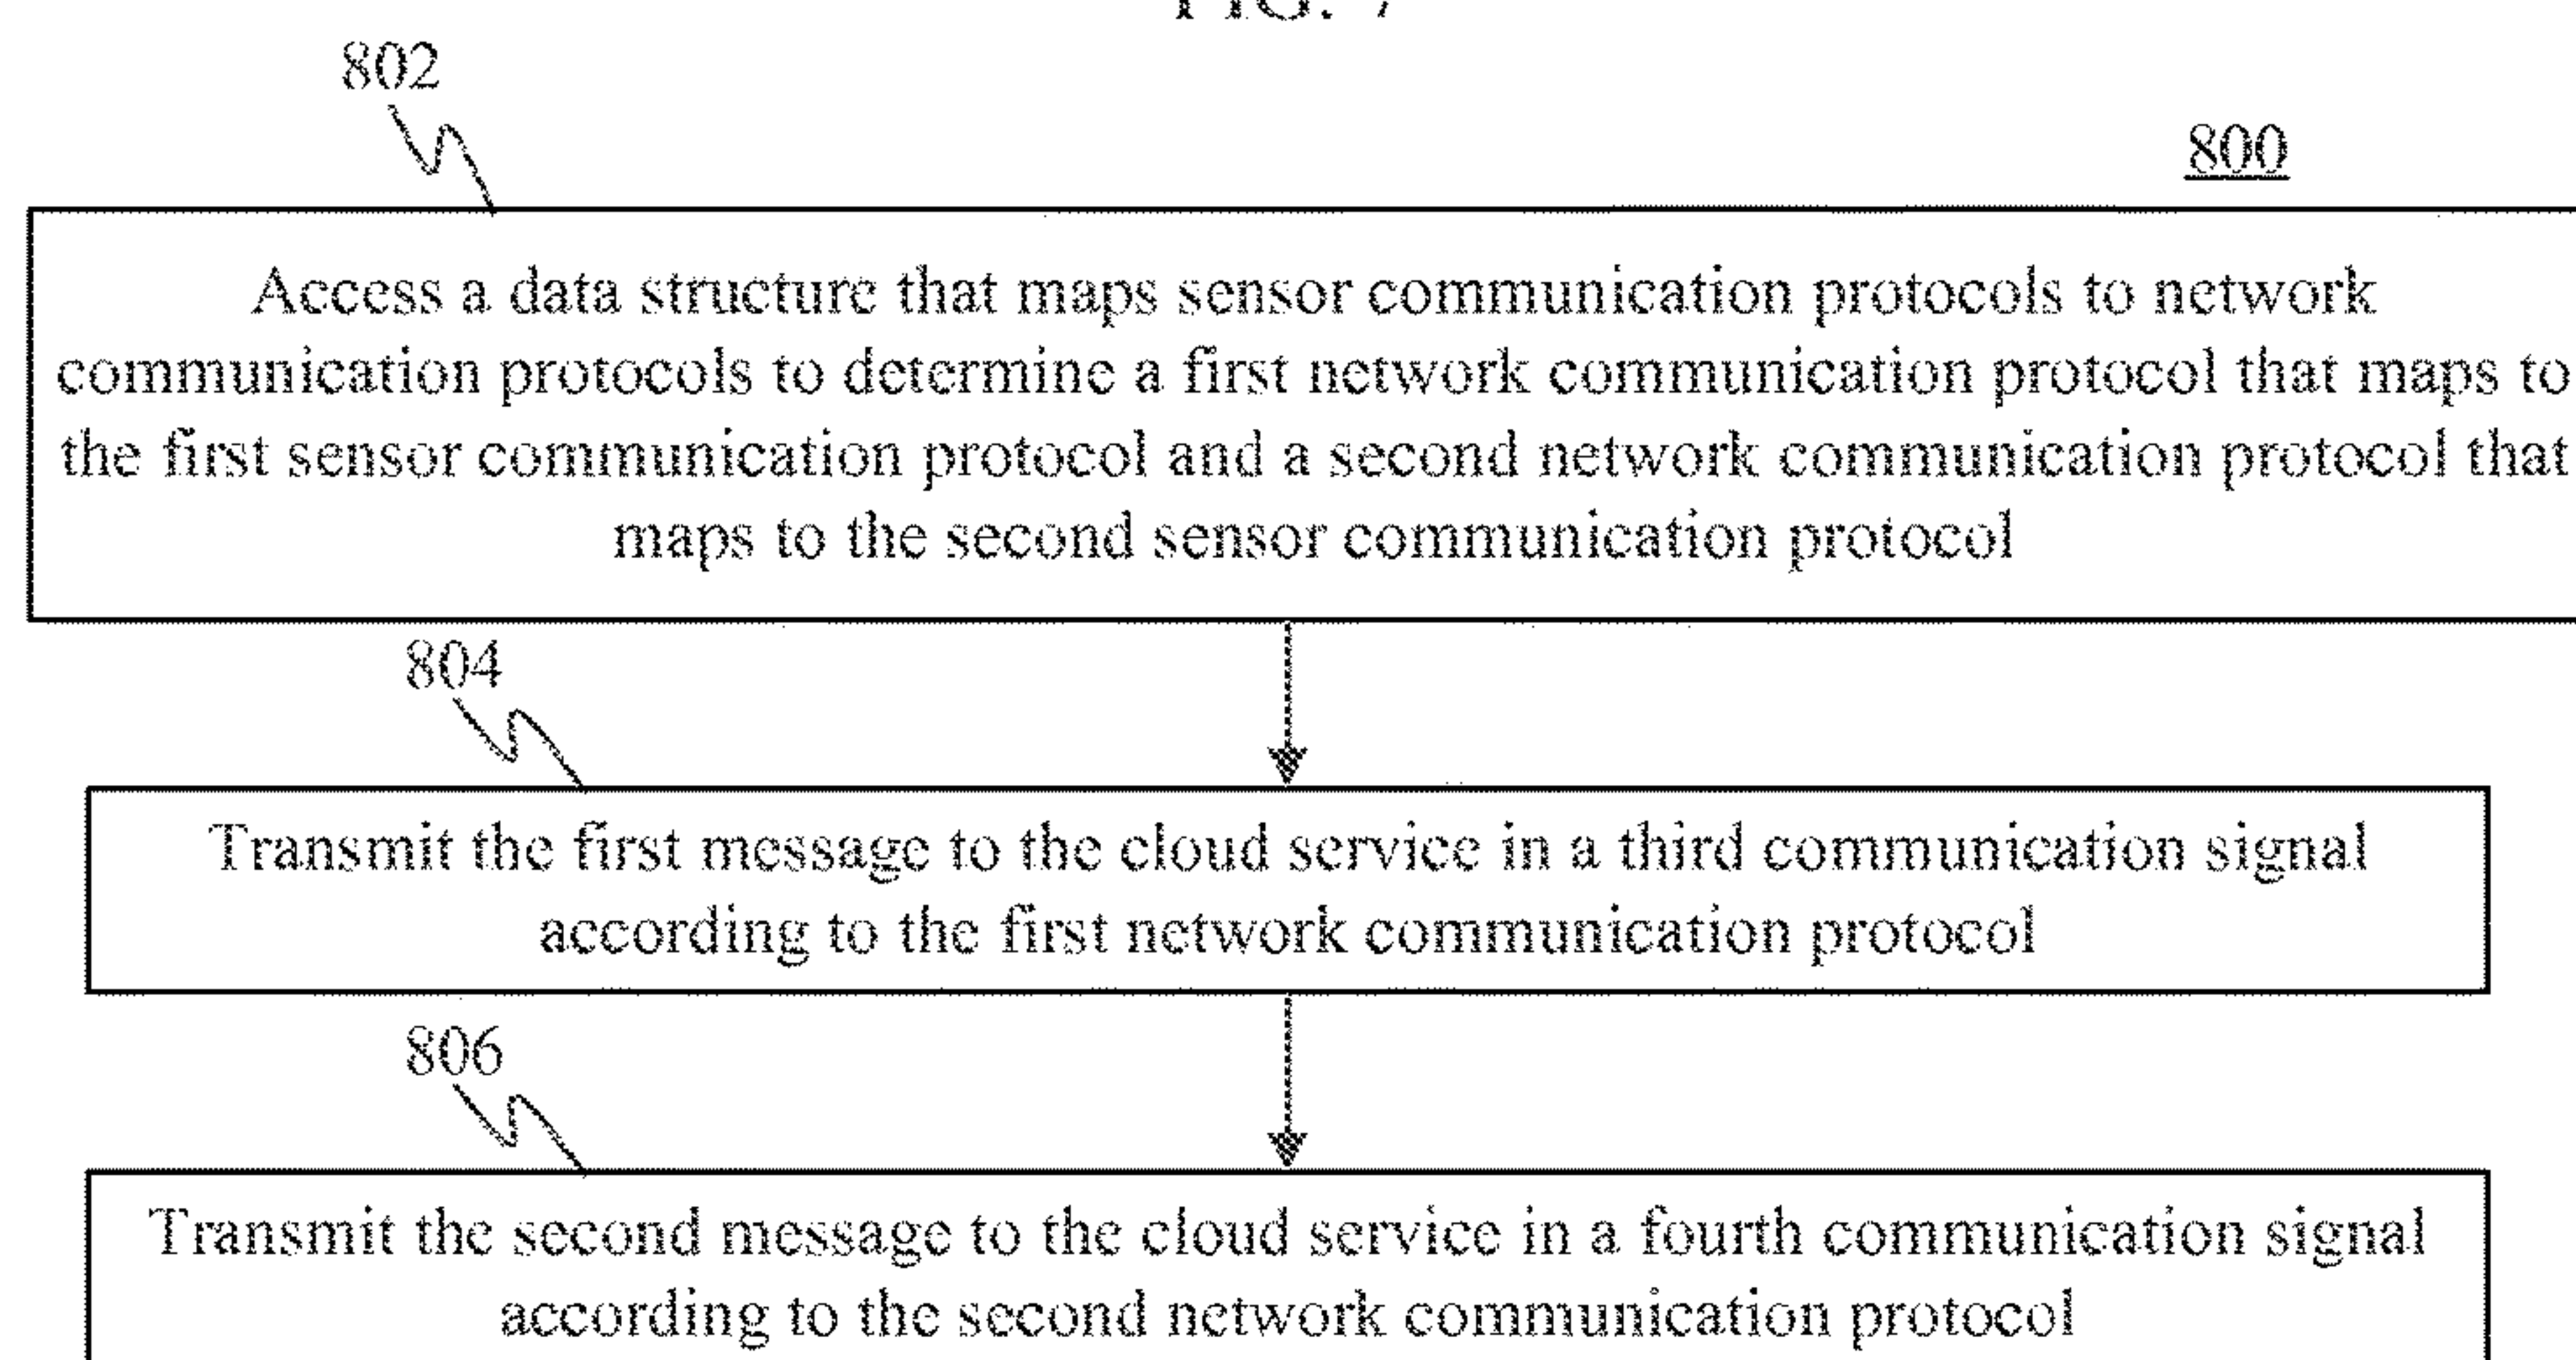 FIG. 7
802
800
Access a data structure that maps sensor communication protocols to network
communication protocols to determine a first network communication protocol that maps to
the first sensor communication protocol and a second network communication protocol that
maps to the second sensor communication protocol
804
Transmit the first message to the cloud service in a third communication signal
according to the first network communication protocol
806
Transmit the second message to the cloud service in a fourth communication signal
according to the second network communication protocol